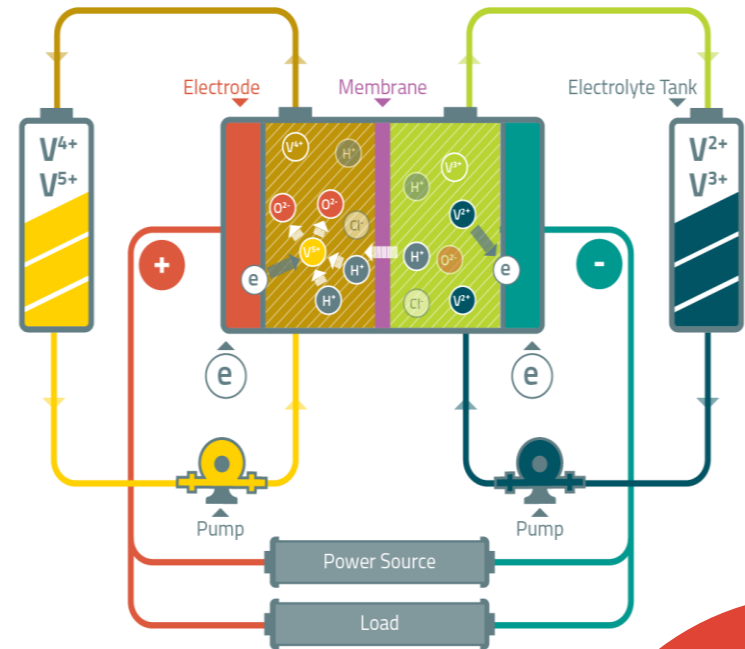 Electrode
Membrane
Electrolyte Tank
V⁴⁺
V⁵⁺
V²⁺
V³⁺
V⁴⁺
H⁺
V³⁺
H⁺
O²⁻
O²⁻
Cl⁻
V²⁺
V⁵⁺
H⁺
H⁺
O²⁻
e
e
H⁺
Cl⁻
V²⁺
+
-
e
e
Pump
Pump
Power Source
Load